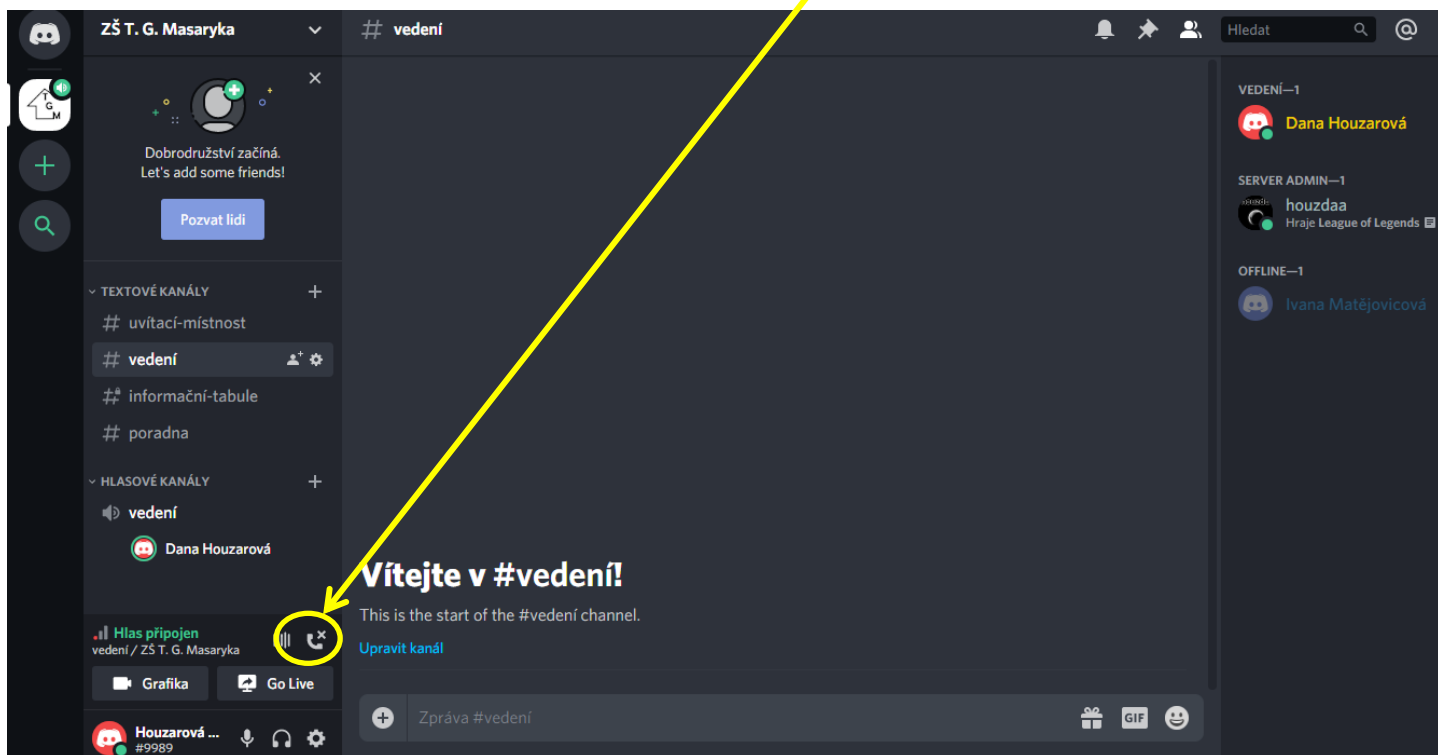 ZŠ T. G. Masaryka
# vedení
Hledat
T
G
M
Dobrodružství začíná.
Let's add some friends!
Pozvat lidi
TEXTOVÉ KANÁLY
# uvítací-místnost
# vedení
# informační-tabule
# poradna
HLASOVÉ KANÁLY
vedení
Dana Houzarová
Hlas připojen
vedení / ZŠ T. G. Masaryka
Grafika
Go Live
Houzarová ...
#9989
Vítejte v #vedení!
This is the start of the #vedení channel.
Upravit kanál
Zpráva #vedení
GIF
VEDENÍ—1
Dana Houzarová
SERVER ADMIN—1
houzdaa
Hraje League of Legends
OFFLINE—1
Ivana Matějovicová